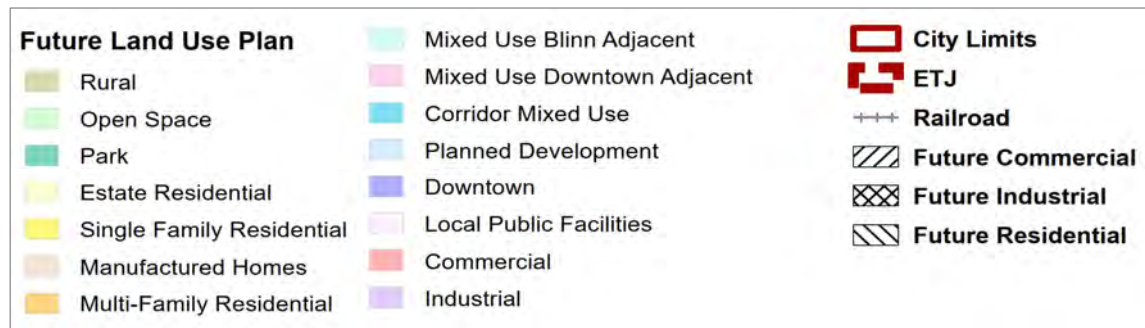 Future Land Use Plan
Rural
Open Space
Park
Estate Residential
Single Family Residential
Manufactured Homes
Multi-Family Residential
Mixed Use Blinn Adjacent
Mixed Use Downtown Adjacent
Corridor Mixed Use
Planned Development
Downtown
Local Public Facilities
Commercial
Industrial
City Limits
ETJ
Railroad
Future Commercial
Future Industrial
Future Residential